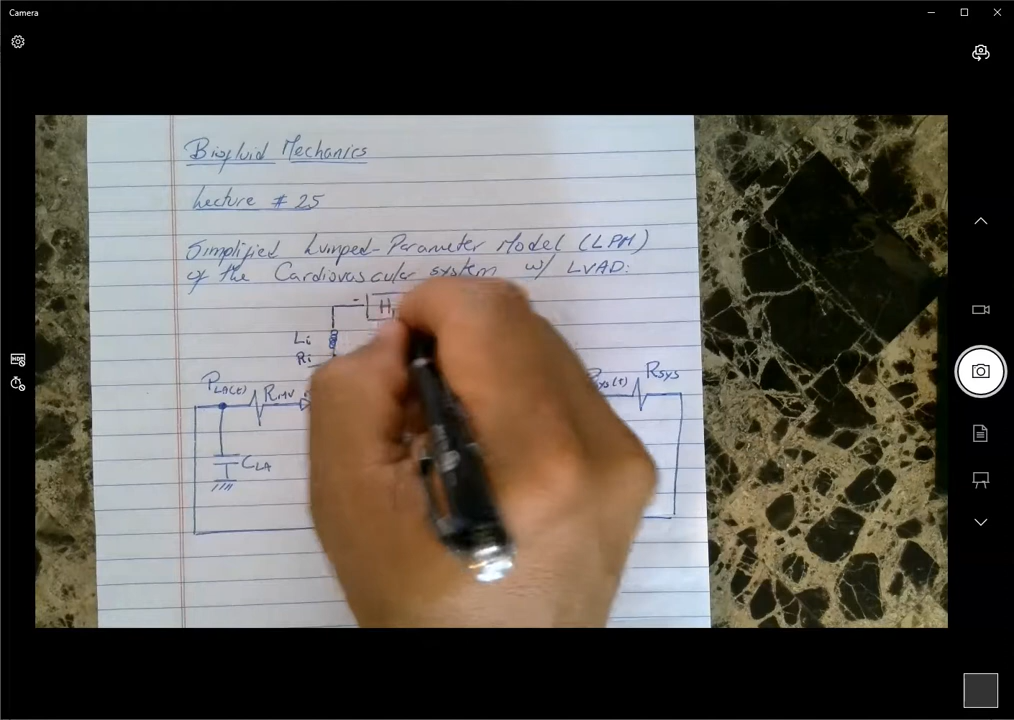 Camera
Biofluid Mechanics
Lecture # 25
Simplified Lumped-Parameter Model (LPM)
of the Cardiovascular system w/ LVAD:
- H
Li
Ri
PLA(t) RMV
sys(t) RSYS
CLA